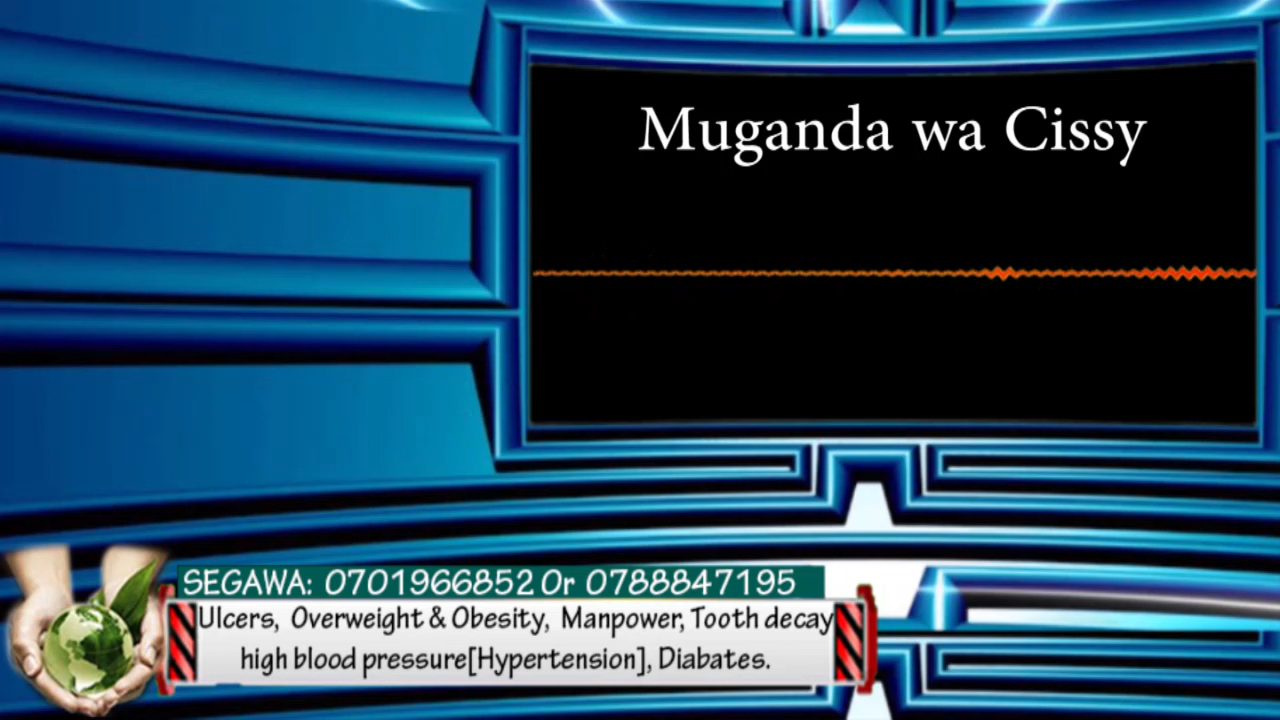 Muganda wa Cissy
SEGAWA: 0701966852 Or 0788847195
Ulcers, Overweight & Obesity, Manpower, Tooth decay
high blood pressure[Hypertension], Diabates.